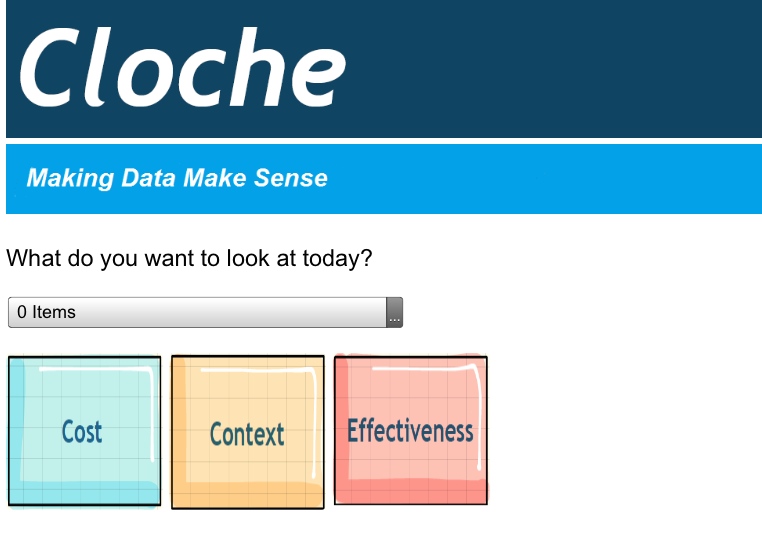 Cloche
Making Data Make Sense
What do you want to look at today?
0 Items ...
Cost Context Effectiveness